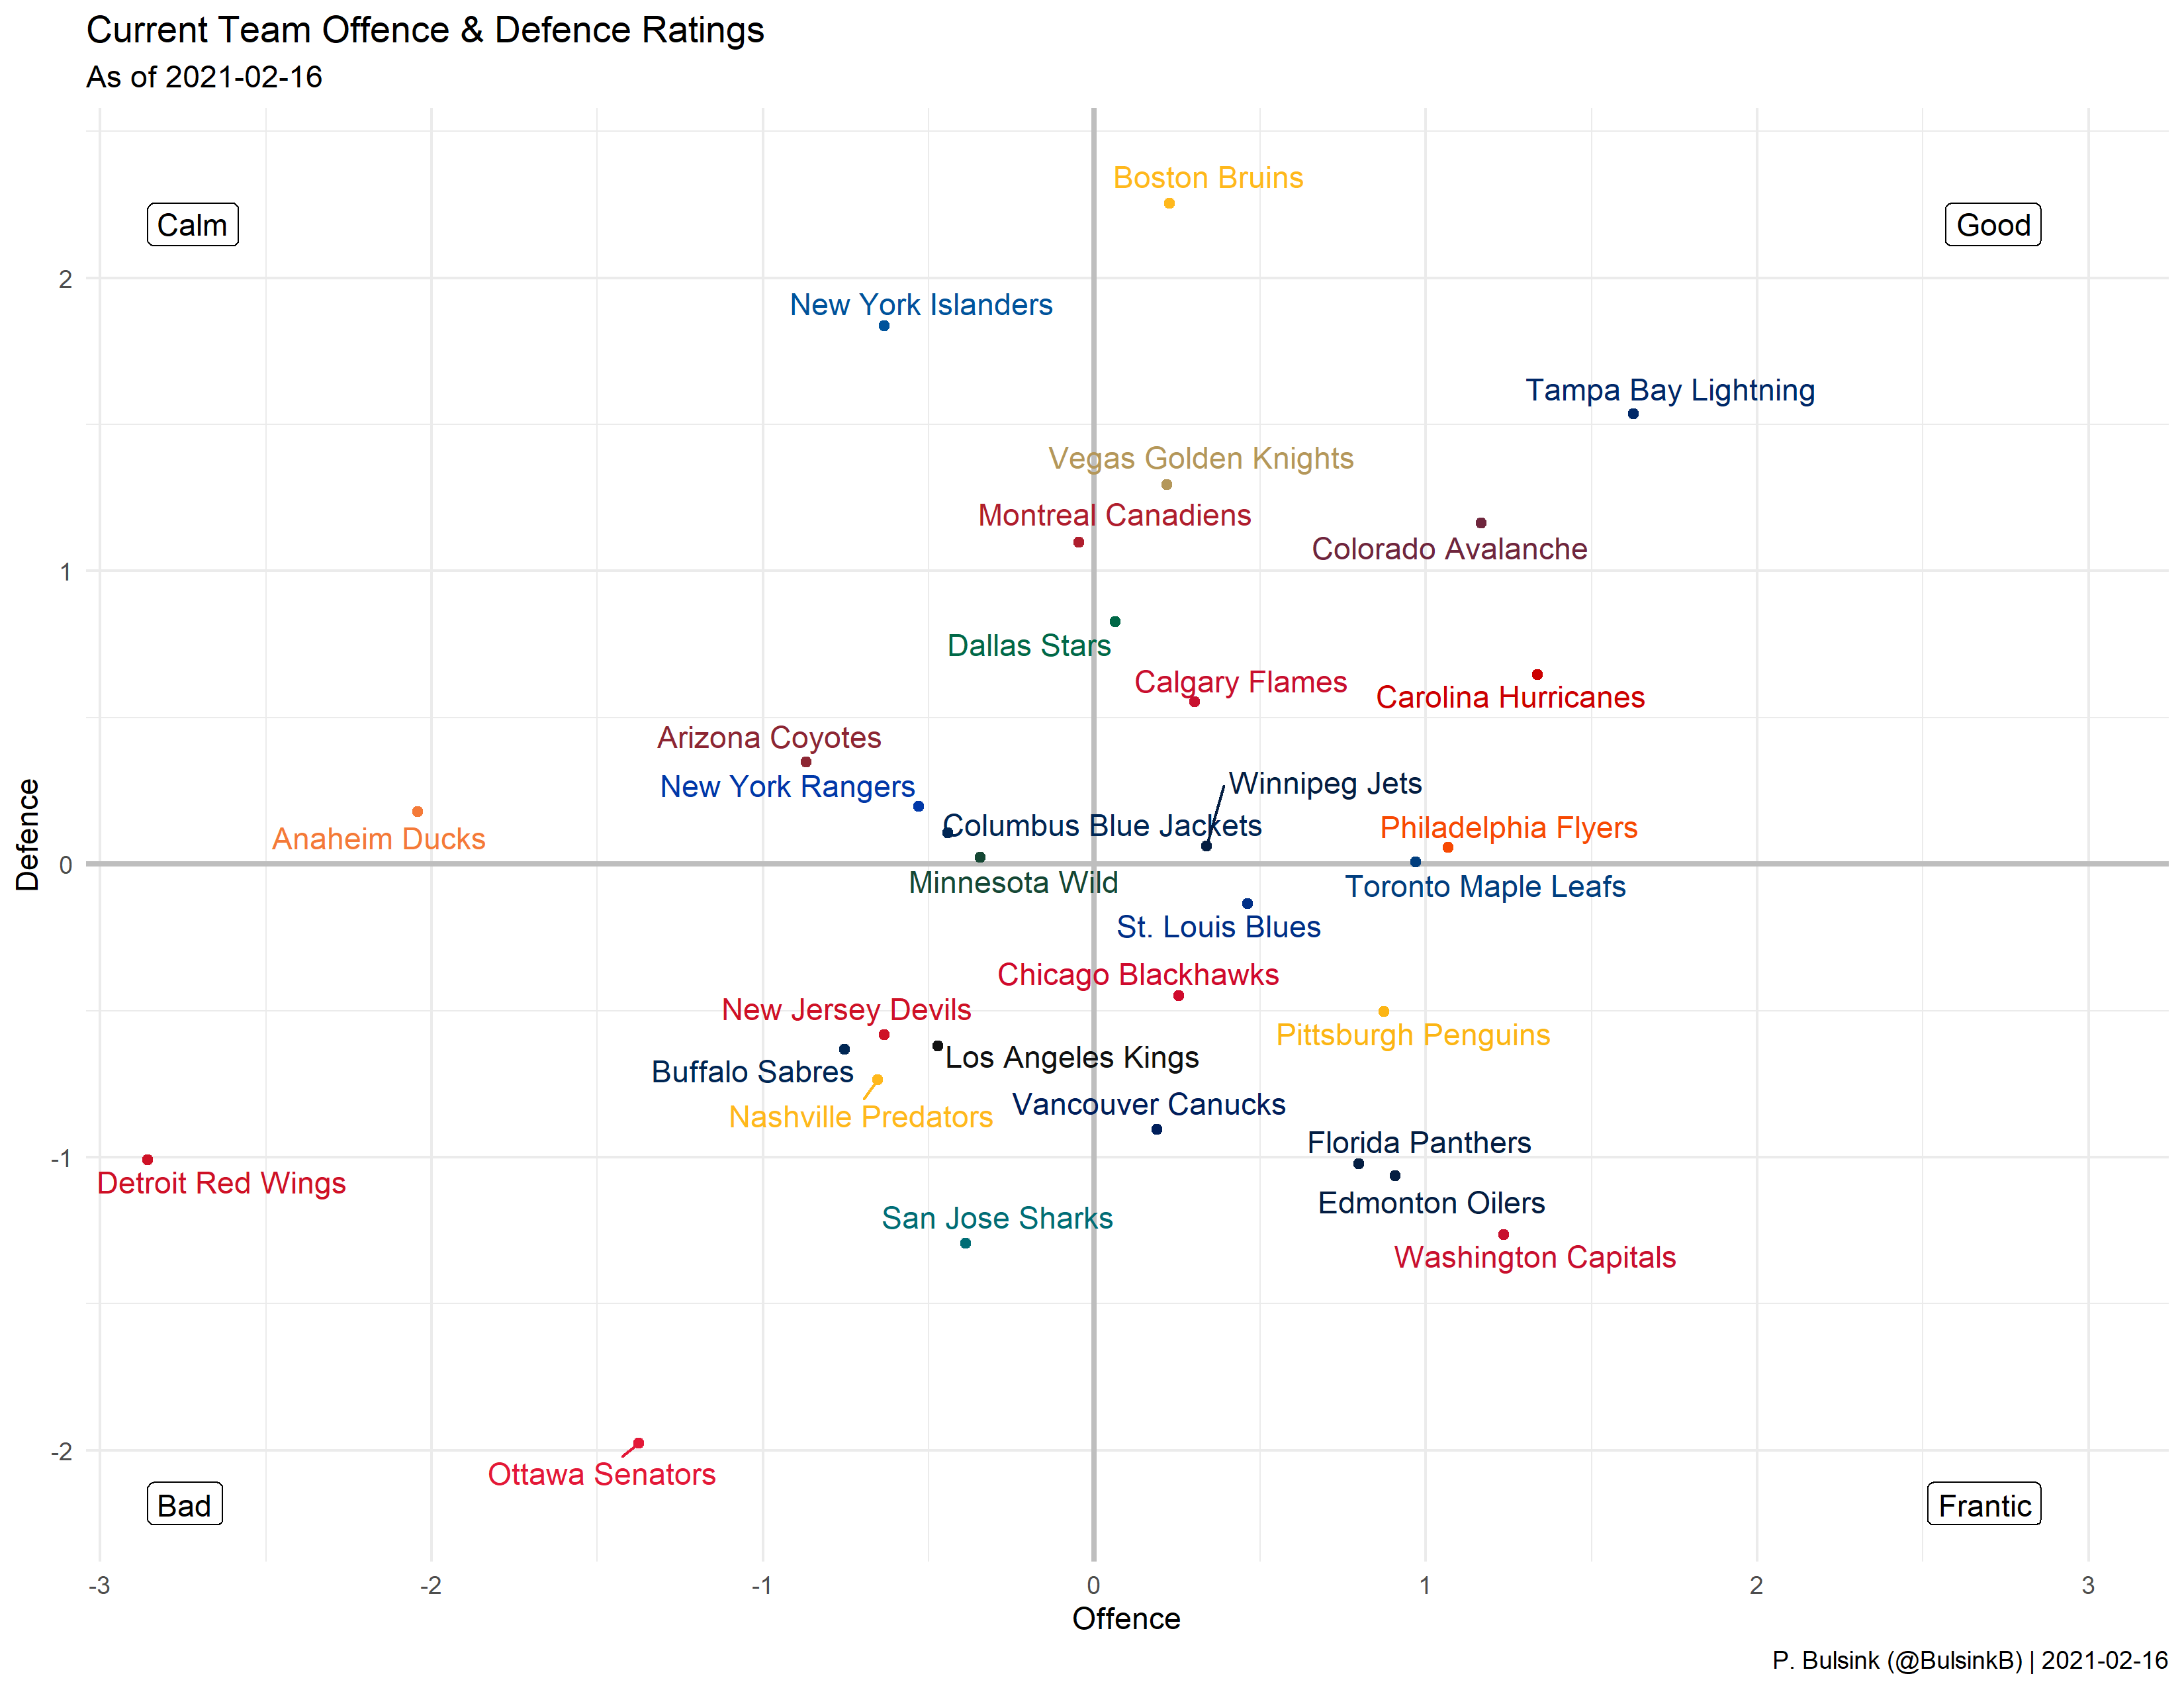 Current Team Offence & Defence Ratings
As of 2021-02-16
Boston Bruins
Calm
Good
2
New York Islanders
Tampa Bay Lightning
Vegas Golden Knights
Montreal Canadiens
Colorado Avalanche
1
Dallas Stars
Calgary Flames
Carolina Hurricanes
Arizona Coyotes
New York Rangers
Winnipeg Jets
Columbus Blue Jackets
Philadelphia Flyers
Anaheim Ducks
Defence
0
Minnesota Wild
Toronto Maple Leafs
St. Louis Blues
Chicago Blackhawks
New Jersey Devils
Pittsburgh Penguins
Los Angeles Kings
Buffalo Sabres
Vancouver Canucks
Nashville Predators
Florida Panthers
-1
Detroit Red Wings
Edmonton Oilers
San Jose Sharks
Washington Capitals
-2
Ottawa Senators
Bad
Frantic
-3 -2 -1 0 1 2 3
Offence
P. Bulsink (@BulsinkB) | 2021-02-16